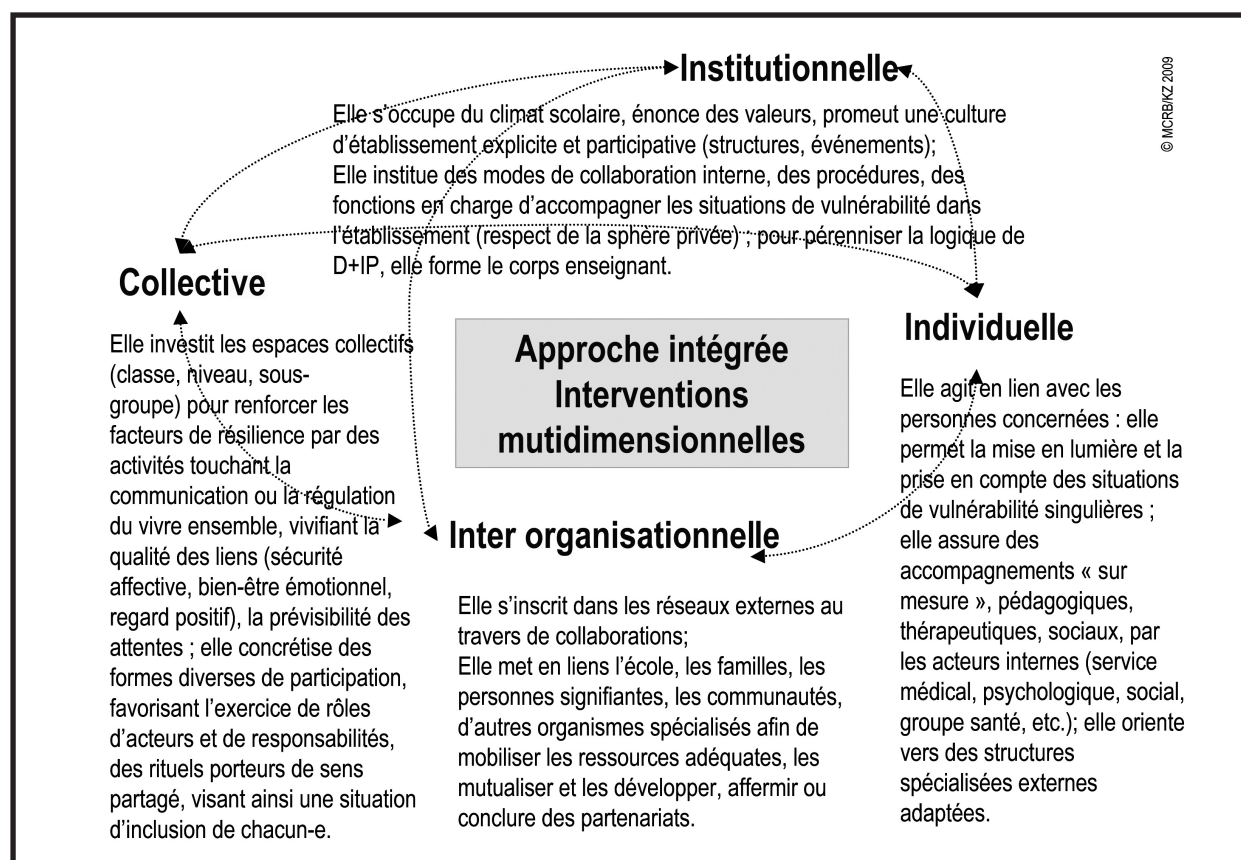 Institutionnelle
© MCRB/KZ 2009
Elle s'occupe du climat scolaire, énonce des valeurs, promeut une culture
d'établissement explicite et participative (structures, événements);
Elle institue des modes de collaboration interne, des procédures, des
fonctions en charge d'accompagner les situations de vulnérabilité dans
l'établissement (respect de la sphère privée) ; pour pérenniser la logique de
D+IP, elle forme le corps enseignant.
Collective
Elle investit les espaces collectifs
(classe, niveau, sous-
groupe) pour renforcer les
facteurs de résilience par des
activités touchant la
communication ou la régulation
du vivre ensemble, vivifiant la
qualité des liens (sécurité
affective, bien-être émotionnel,
regard positif), la prévisibilité des
attentes ; elle concrétise des
formes diverses de participation,
favorisant l'exercice de rôles
d'acteurs et de responsabilités,
des rituels porteurs de sens
partagé, visant ainsi une situation
d'inclusion de chacun-e.
Approche intégrée
Interventions
mutidimensionnelles
Inter organisationnelle
Elle s'inscrit dans les réseaux externes au
travers de collaborations;
Elle met en liens l'école, les familles, les
personnes signifiantes, les communautés,
d'autres organismes spécialisés afin de
mobiliser les ressources adéquates, les
mutualiser et les développer, affermir ou
conclure des partenariats.
Individuelle
Elle agit en lien avec les
personnes concernées : elle
permet la mise en lumière et la
prise en compte des situations
de vulnérabilité singulières ;
elle assure des
accompagnements « sur
mesure », pédagogiques,
thérapeutiques, sociaux, par
les acteurs internes (service
médical, psychologique, social,
groupe santé, etc.); elle oriente
vers des structures
spécialisées externes
adaptées.